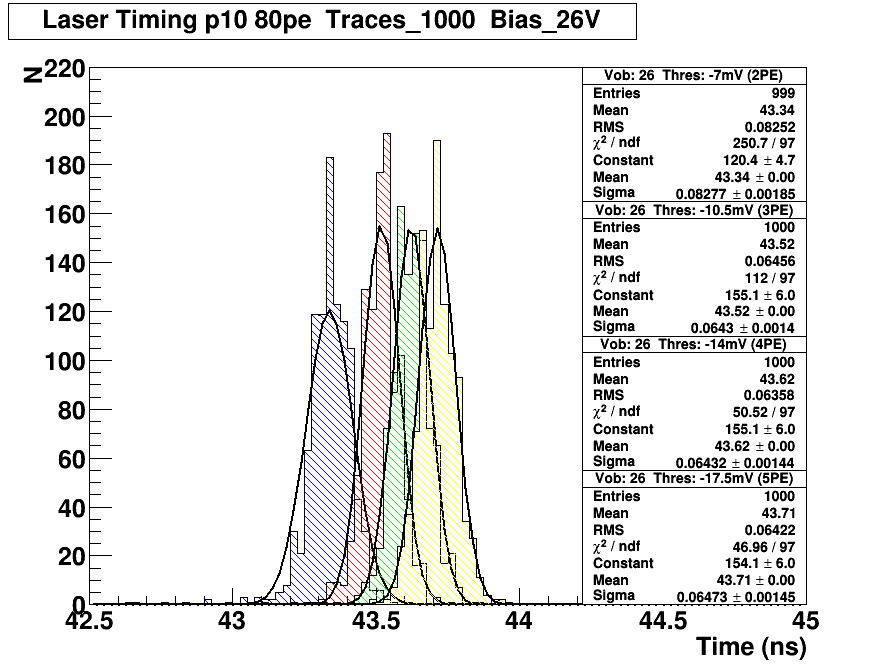 Laser Timing p10 80pe Traces_1000 Bias_26V
N
220
200
180
160
140
120
100
80
60
40
20
0
42.5 43 43.5 44 44.5 45
Time (ns)
Vob: 26 Thres: -7mV (2PE)
Entries 999
Mean 43.34
RMS 0.08252
χ² / ndf 250.7 / 97
Constant 120.4 ± 4.7
Mean 43.34 ± 0.00
Sigma 0.08277 ± 0.00185
Vob: 26 Thres: -10.5mV (3PE)
Entries 1000
Mean 43.52
RMS 0.06456
χ² / ndf 112 / 97
Constant 155.1 ± 6.0
Mean 43.52 ± 0.00
Sigma 0.0643 ± 0.0014
Vob: 26 Thres: -14mV (4PE)
Entries 1000
Mean 43.62
RMS 0.06358
χ² / ndf 50.52 / 97
Constant 155.1 ± 6.0
Mean 43.62 ± 0.00
Sigma 0.06432 ± 0.00144
Vob: 26 Thres: -17.5mV (5PE)
Entries 1000
Mean 43.71
RMS 0.06422
χ² / ndf 46.96 / 97
Constant 154.1 ± 6.0
Mean 43.71 ± 0.00
Sigma 0.06473 ± 0.00145